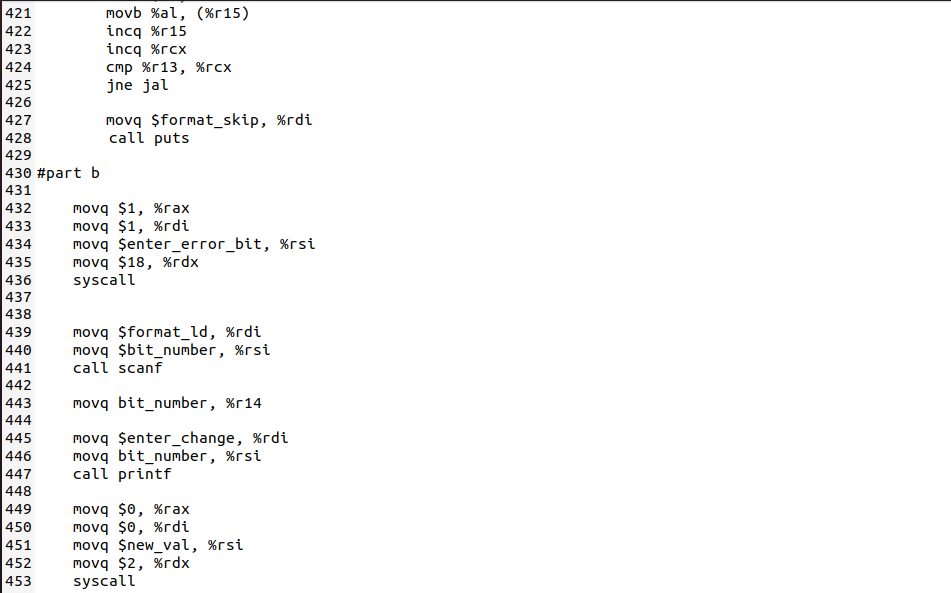 421         movb %al, (%r15)
422         incq %r15
423         incq %rcx
424         cmp %r13, %rcx
425         jne jal
426
427         movq $format_skip, %rdi
428         call puts
429
430 #part b
431
432     movq $1, %rax
433     movq $1, %rdi
434     movq $enter_error_bit, %rsi
435     movq $18, %rdx
436     syscall
437
438
439     movq $format_ld, %rdi
440     movq $bit_number, %rsi
441     call scanf
442
443     movq bit_number, %r14
444
445     movq $enter_change, %rdi
446     movq bit_number, %rsi
447     call printf
448
449     movq $0, %rax
450     movq $0, %rdi
451     movq $new_val, %rsi
452     movq $2, %rdx
453     syscall